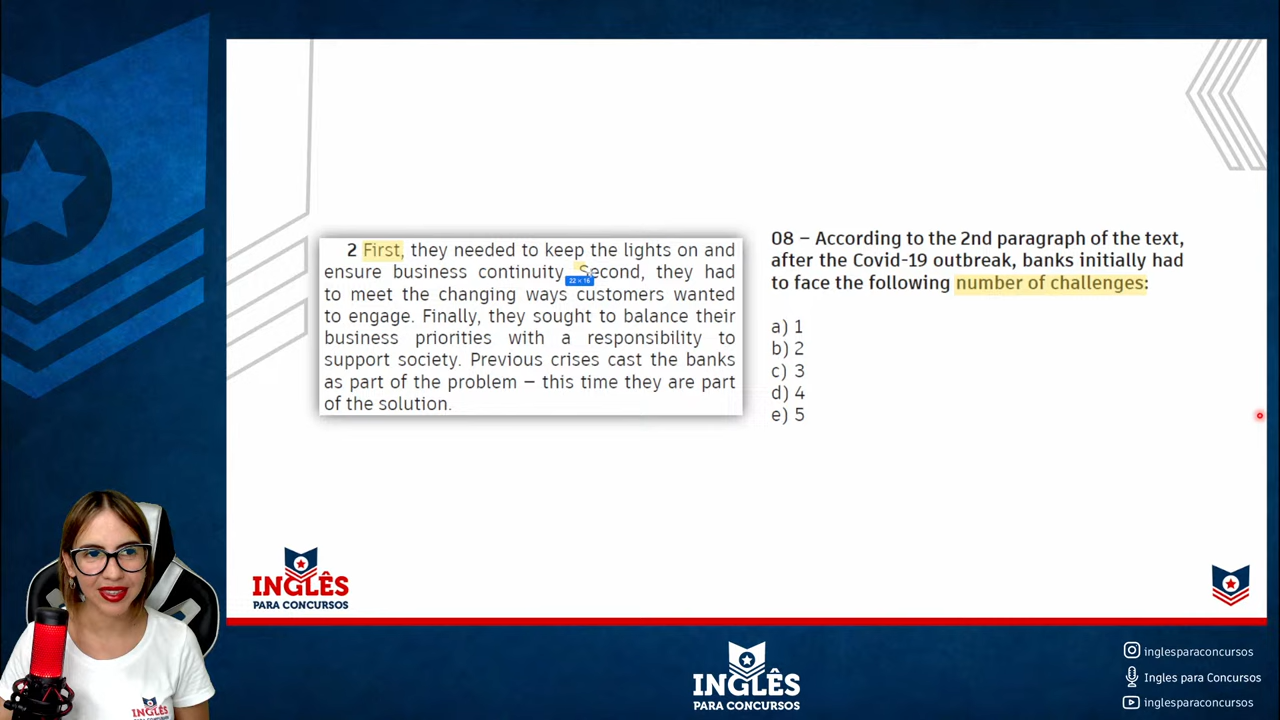 2 First, they needed to keep the lights on and
ensure business continuity. Second, they had
to meet the changing ways customers wanted
to engage. Finally, they sought to balance their
business priorities with a responsibility to
support society. Previous crises cast the banks
as part of the problem – this time they are part
of the solution.
22 × 16
08 – According to the 2nd paragraph of the text,
after the Covid-19 outbreak, banks initially had
to face the following number of challenges:
a) 1
b) 2
c) 3
d) 4
e) 5
INGLÊS
PARA CONCURSOS
INGLÊS
PARA CONCURSOS
inglesparaconcursos
Ingles para Concursos
inglesparaconcursos